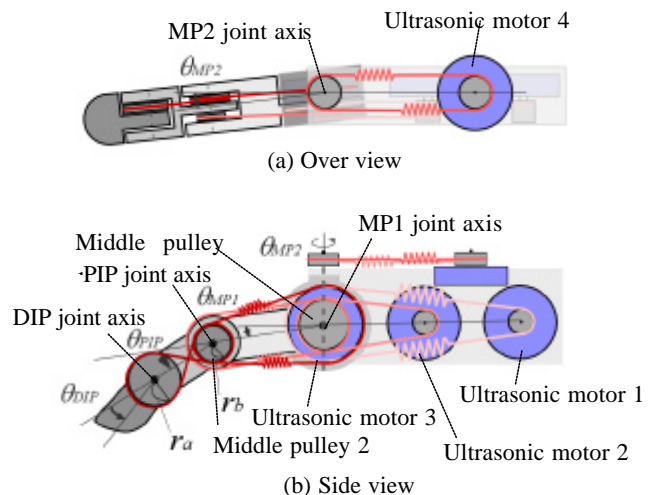 Ultrasonic motor 4
MP2 joint axis
θMP2
(a) Over view
MP1 joint axis
Middle pulley
θMP2
PIP joint axis
θMP1
DIP joint axis
θPIP
θDIP
rb
Ultrasonic motor 1
Ultrasonic motor 3
ra
Middle pulley 2
Ultrasonic motor 2
(b) Side view